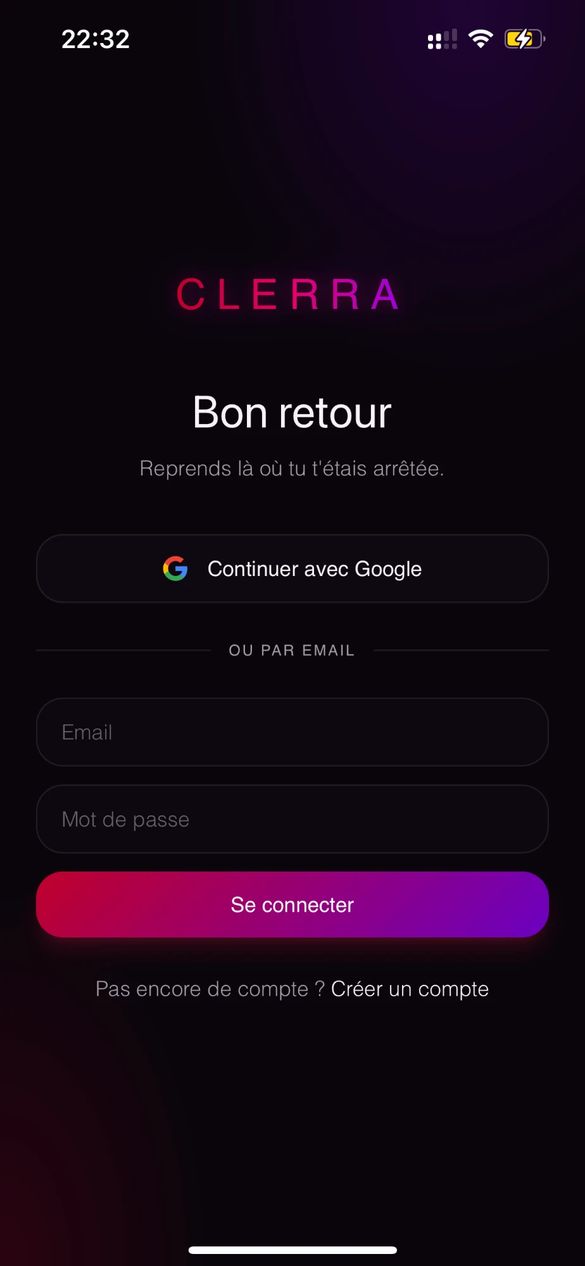 22:32
CLERRA
Bon retour
Reprends là où tu t'étais arrêtée.
Continuer avec Google
OU PAR EMAIL
Email
Mot de passe
Se connecter
Pas encore de compte ? Créer un compte